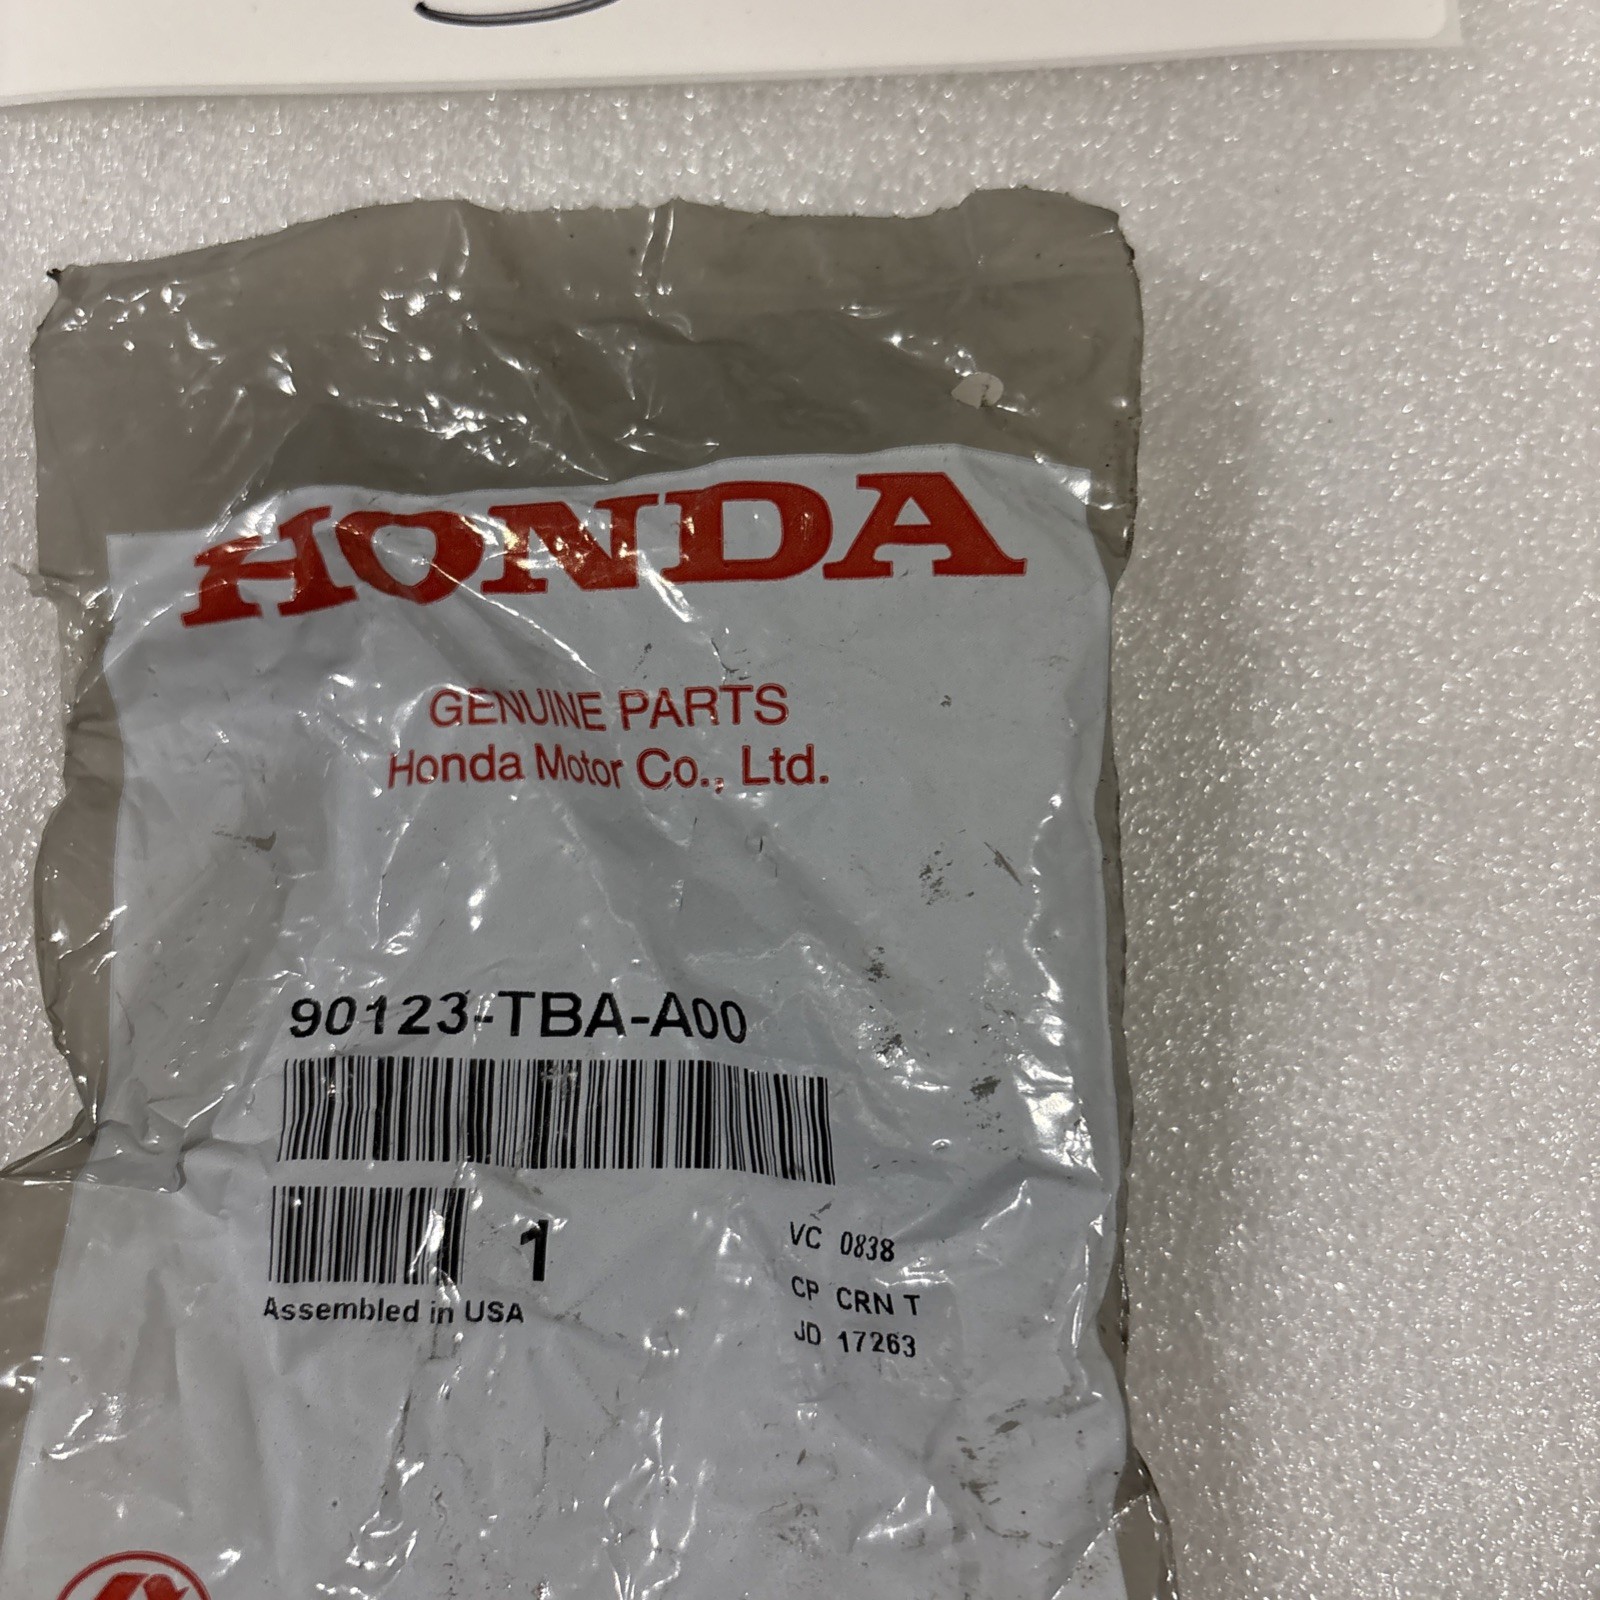 HONDA
GENUINE PARTS
Honda Motor Co., Ltd.
90123-TBA-A00
1
Assembled in USA
VC 0838
CP CRN T
JD 17263